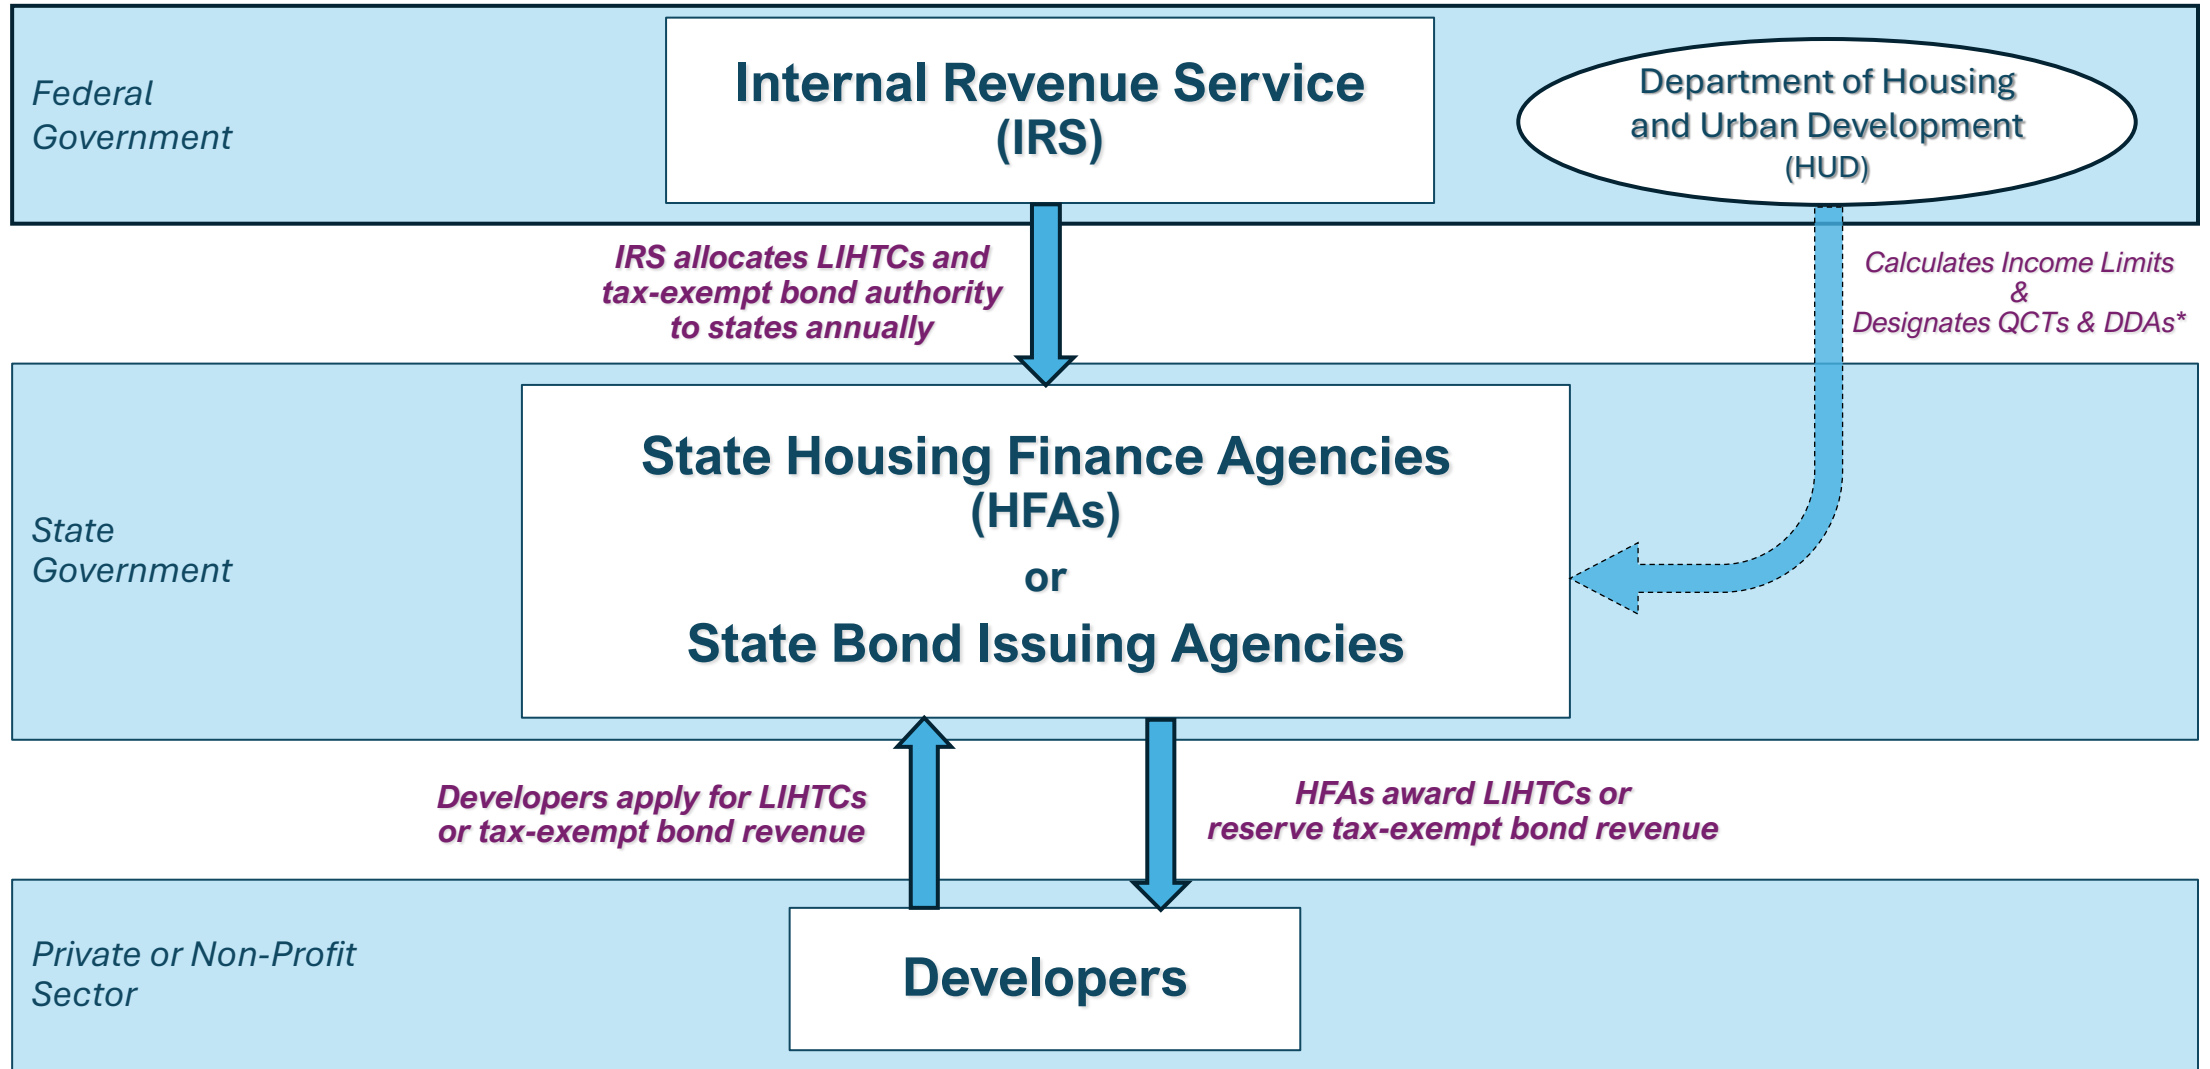 Federal
Government
Internal Revenue Service
(IRS)
Department of Housing
and Urban Development
(HUD)
IRS allocates LIHTCs and
tax-exempt bond authority
to states annually
Calculates Income Limits
&
Designates QCTs & DDAs*
State
Government
State Housing Finance Agencies
(HFAs)
or
State Bond Issuing Agencies
Developers apply for LIHTCs
or tax-exempt bond revenue
HFAs award LIHTCs or
reserve tax-exempt bond revenue
Private or Non-Profit
Sector
Developers